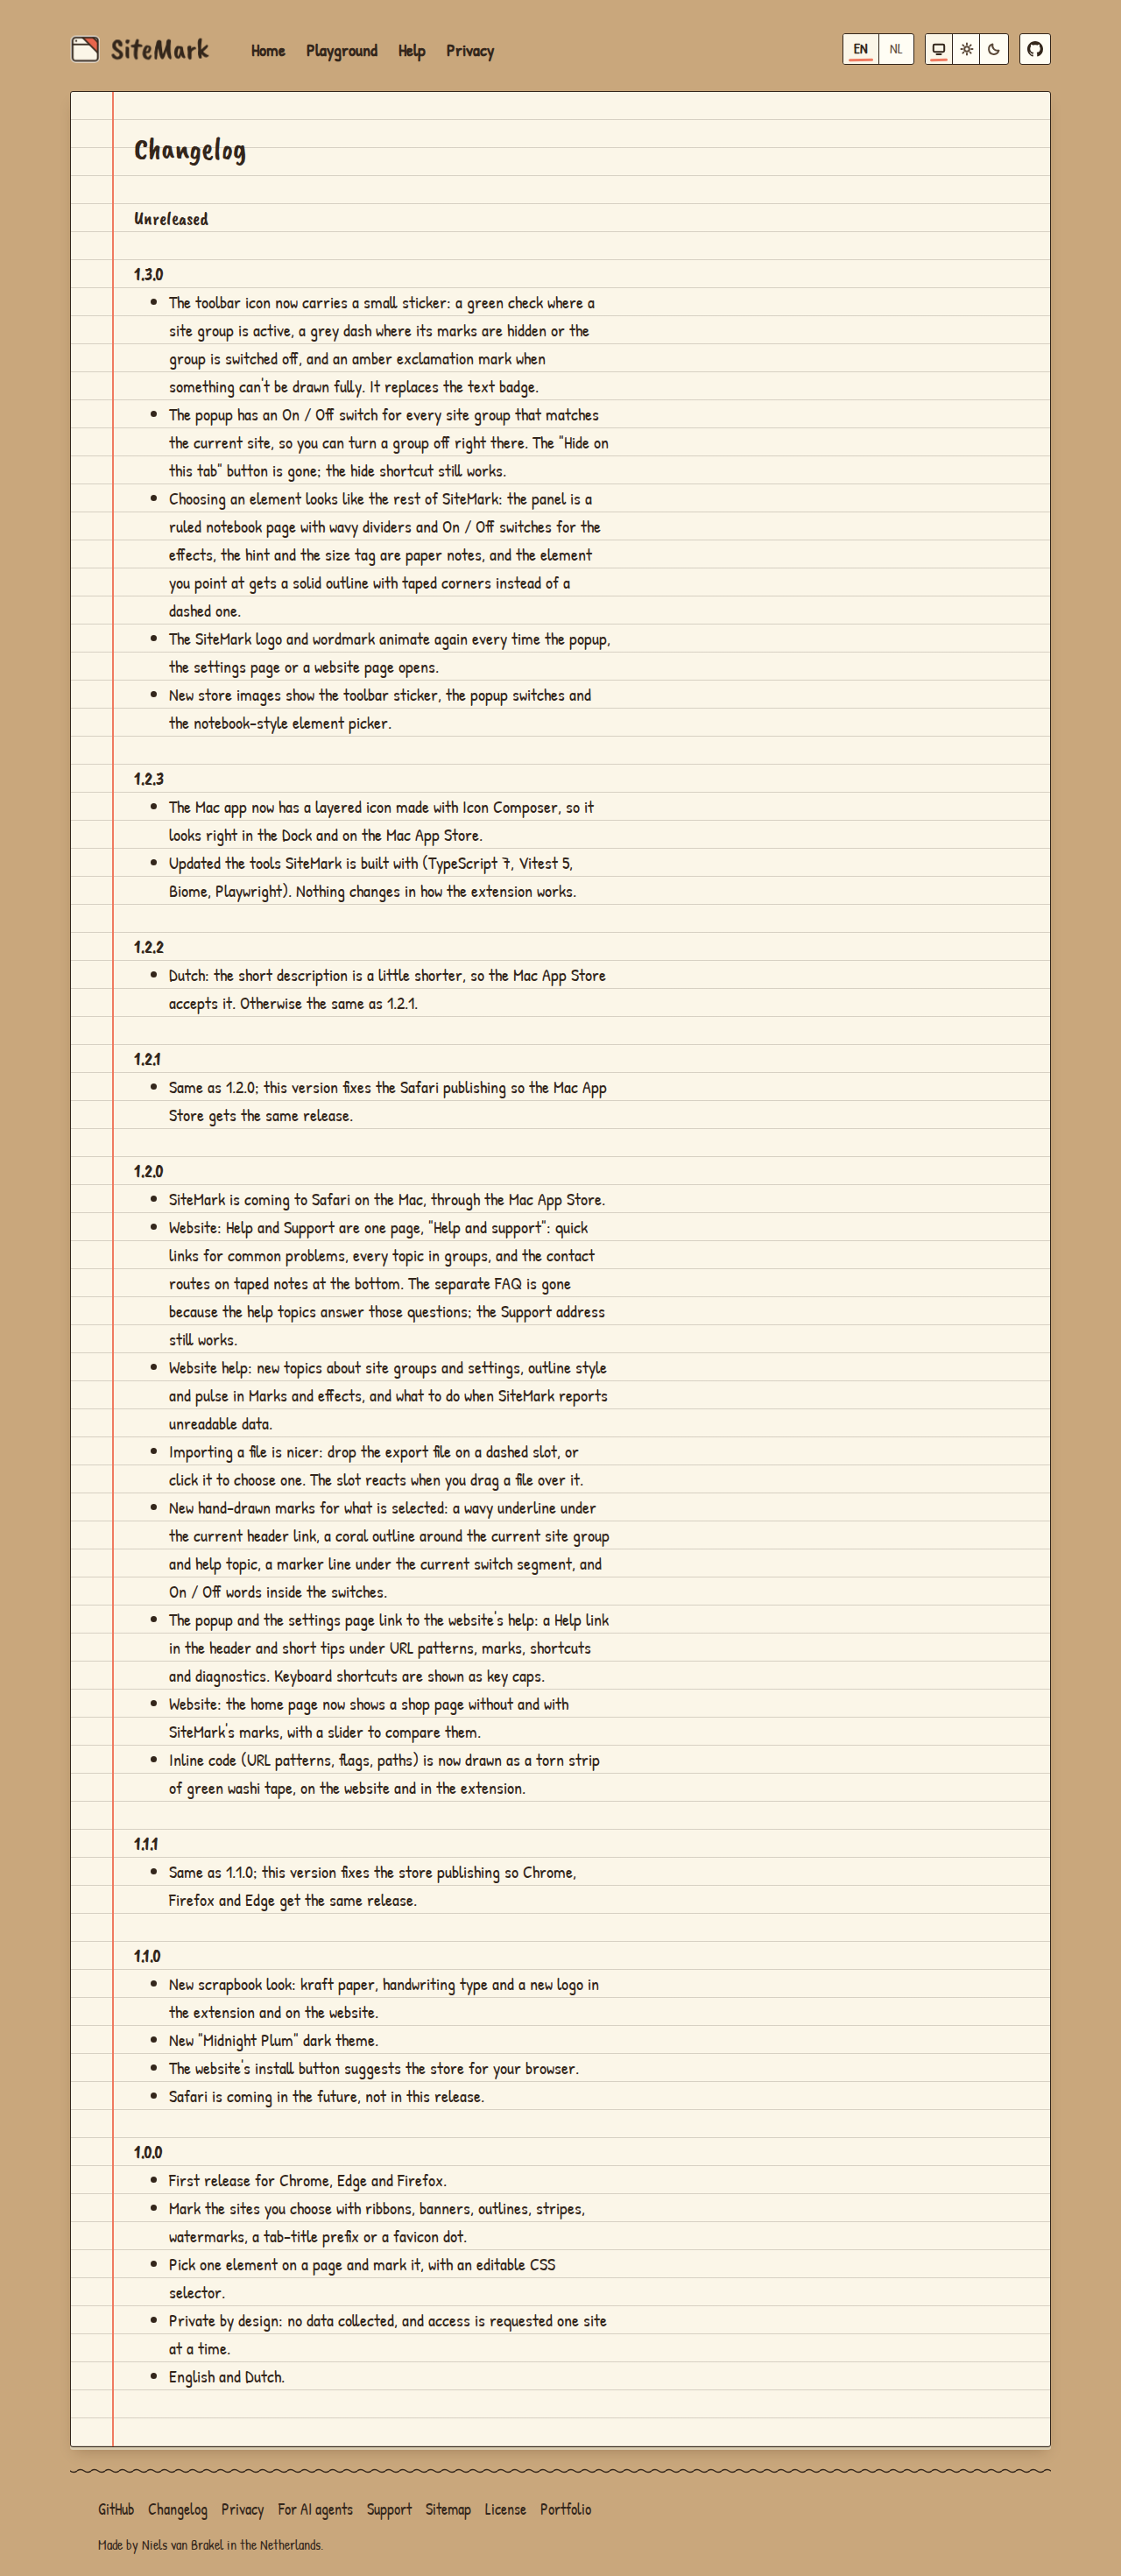 SiteMark
Home Playground Help Privacy
EN NL
Changelog
Unreleased
1.3.0
The toolbar icon now carries a small sticker: a green check where a
site group is active, a grey dash where its marks are hidden or the
group is switched off, and an amber exclamation mark when
something can't be drawn fully. It replaces the text badge.
The popup has an On / Off switch for every site group that matches
the current site, so you can turn a group off right there. The "Hide on
this tab" button is gone; the hide shortcut still works.
Choosing an element looks like the rest of SiteMark: the panel is a
ruled notebook page with wavy dividers and On / Off switches for the
effects, the hint and the size tag are paper notes, and the element
you point at gets a solid outline with taped corners instead of a
dashed one.
The SiteMark logo and wordmark animate again every time the popup,
the settings page or a website page opens.
New store images show the toolbar sticker, the popup switches and
the notebook-style element picker.
1.2.3
The Mac app now has a layered icon made with Icon Composer, so it
looks right in the Dock and on the Mac App Store.
Updated the tools SiteMark is built with (TypeScript 7, Vitest 5,
Biome, Playwright). Nothing changes in how the extension works.
1.2.2
Dutch: the short description is a little shorter, so the Mac App Store
accepts it. Otherwise the same as 1.2.1.
1.2.1
Same as 1.2.0; this version fixes the Safari publishing so the Mac App
Store gets the same release.
1.2.0
SiteMark is coming to Safari on the Mac, through the Mac App Store.
Website: Help and Support are one page, "Help and support": quick
links for common problems, every topic in groups, and the contact
routes on taped notes at the bottom. The separate FAQ is gone
because the help topics answer those questions; the Support address
still works.
Website help: new topics about site groups and settings, outline style
and pulse in Marks and effects, and what to do when SiteMark reports
unreadable data.
Importing a file is nicer: drop the export file on a dashed slot, or
click it to choose one. The slot reacts when you drag a file over it.
New hand-drawn marks for what is selected: a wavy underline under
the current header link, a coral outline around the current site group
and help topic, a marker line under the current switch segment, and
On / Off words inside the switches.
The popup and the settings page link to the website's help: a Help link
in the header and short tips under URL patterns, marks, shortcuts
and diagnostics. Keyboard shortcuts are shown as key caps.
Website: the home page now shows a shop page without and with
SiteMark's marks, with a slider to compare them.
Inline code (URL patterns, flags, paths) is now drawn as a torn strip
of green washi tape, on the website and in the extension.
1.1.1
Same as 1.1.0; this version fixes the store publishing so Chrome,
Firefox and Edge get the same release.
1.1.0
New scrapbook look: kraft paper, handwriting type and a new logo in
the extension and on the website.
New "Midnight Plum" dark theme.
The website's install button suggests the store for your browser.
Safari is coming in the future, not in this release.
1.0.0
First release for Chrome, Edge and Firefox.
Mark the sites you choose with ribbons, banners, outlines, stripes,
watermarks, a tab-title prefix or a favicon dot.
Pick one element on a page and mark it, with an editable CSS
selector.
Private by design: no data collected, and access is requested one site
at a time.
English and Dutch.
GitHub Changelog Privacy For AI agents Support Sitemap License Portfolio
Made by Niels van Brakel in the Netherlands.